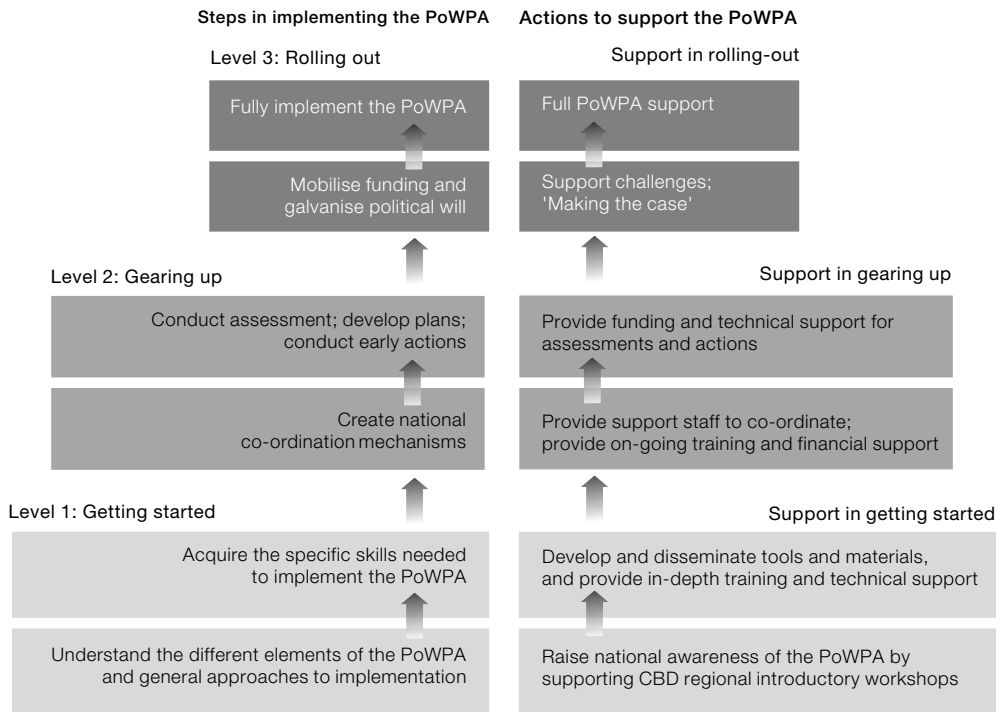 Steps in implementing the PoWPA
Actions to support the PoWPA
Level 3: Rolling out
Support in rolling-out
Fully implement the PoWPA
Full PoWPA support
Mobilise funding and
galvanise political will
Support challenges;
'Making the case'
Level 2: Gearing up
Support in gearing up
Conduct assessment; develop plans;
conduct early actions
Provide funding and technical support for
assessments and actions
Create national
co-ordination mechanisms
Provide support staff to co-ordinate;
provide on-going training and financial support
Level 1: Getting started
Support in getting started
Acquire the specific skills needed
to implement the PoWPA
Develop and disseminate tools and materials,
and provide in-depth training and technical support
Understand the different elements of the PoWPA
and general approaches to implementation
Raise national awareness of the PoWPA by
supporting CBD regional introductory workshops